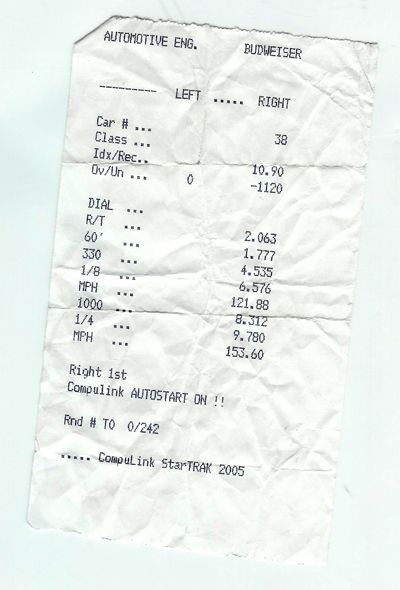 AUTOMOTIVE ENG. BUDWEISER
---------- LEFT ..... RIGHT
Car # ... 38
Class ...
Idx/Rec.. 10.90
Ov/Un ... 0 -1120
DIAL ...
R/T ... 2.063
60' ... 1.777
330 ... 4.535
1/8 ... 6.576
MPH ... 121.88
1000 ... 8.312
1/4 ... 9.780
MPH ... 153.60
Right 1st
Compulink AUTOSTART ON !!
Rnd # TO 0/242
..... CompuLink StarTRAK 2005